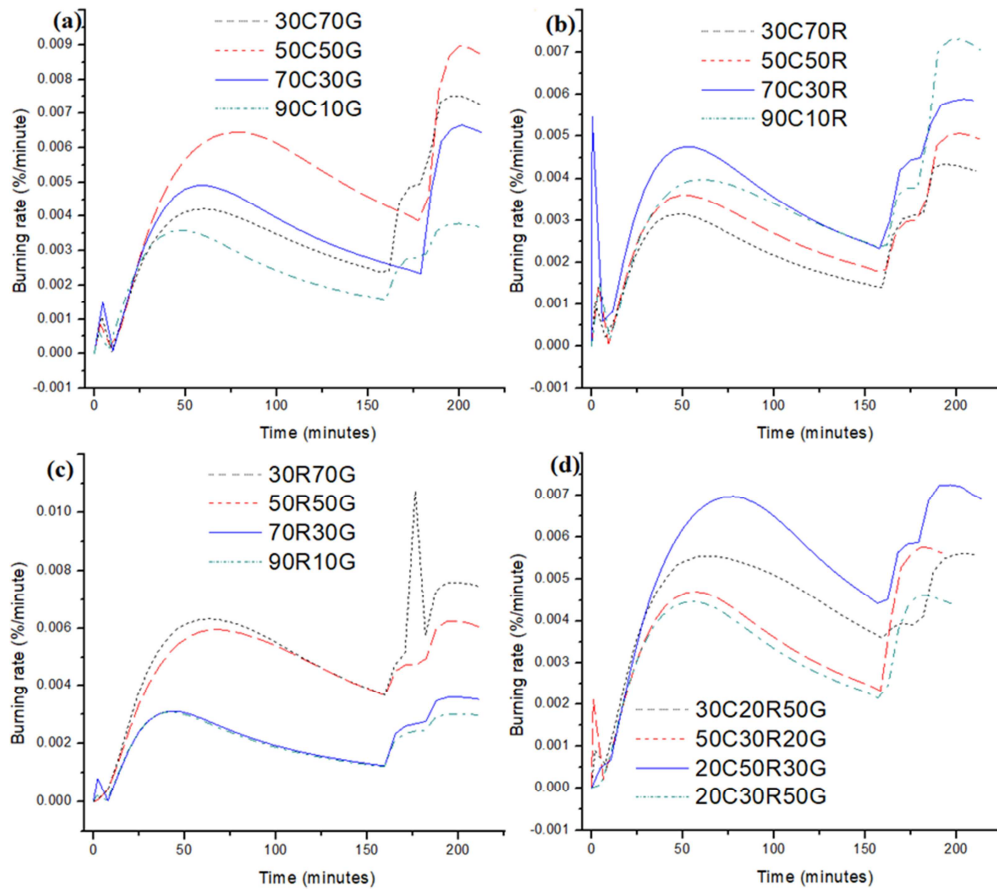 (a)
30C70G
50C50G
70C30G
90C10G
Burning rate (%/minute)
0.009
0.008
0.007
0.006
0.005
0.004
0.003
0.002
0.001
0.000
-0.001
0 50 100 150 200
Time (minutes)
(b)
30C70R
50C50R
70C30R
90C10R
Burning rate (%/minute)
0.007
0.006
0.005
0.004
0.003
0.002
0.001
0.000
-0.001
0 50 100 150 200
Time (minutes)
(c)
30R70G
50R50G
70R30G
90R10G
Burning rate (%/minute)
0.010
0.008
0.006
0.004
0.002
0.000
0 50 100 150 200
Time (minutes)
(d)
Burning rate (%/minute)
0.007
0.006
0.005
0.004
0.003
0.002
0.001
0.000
-0.001
30C20R50G
50C30R20G
20C50R30G
20C30R50G
0 50 100 150 200
Time (minutes)